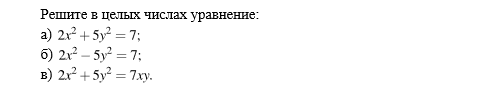 Решите в целых числах уравнение:
а) 2x² + 5y² = 7;
б) 2x² − 5y² = 7;
в) 2x² + 5y² = 7xy.